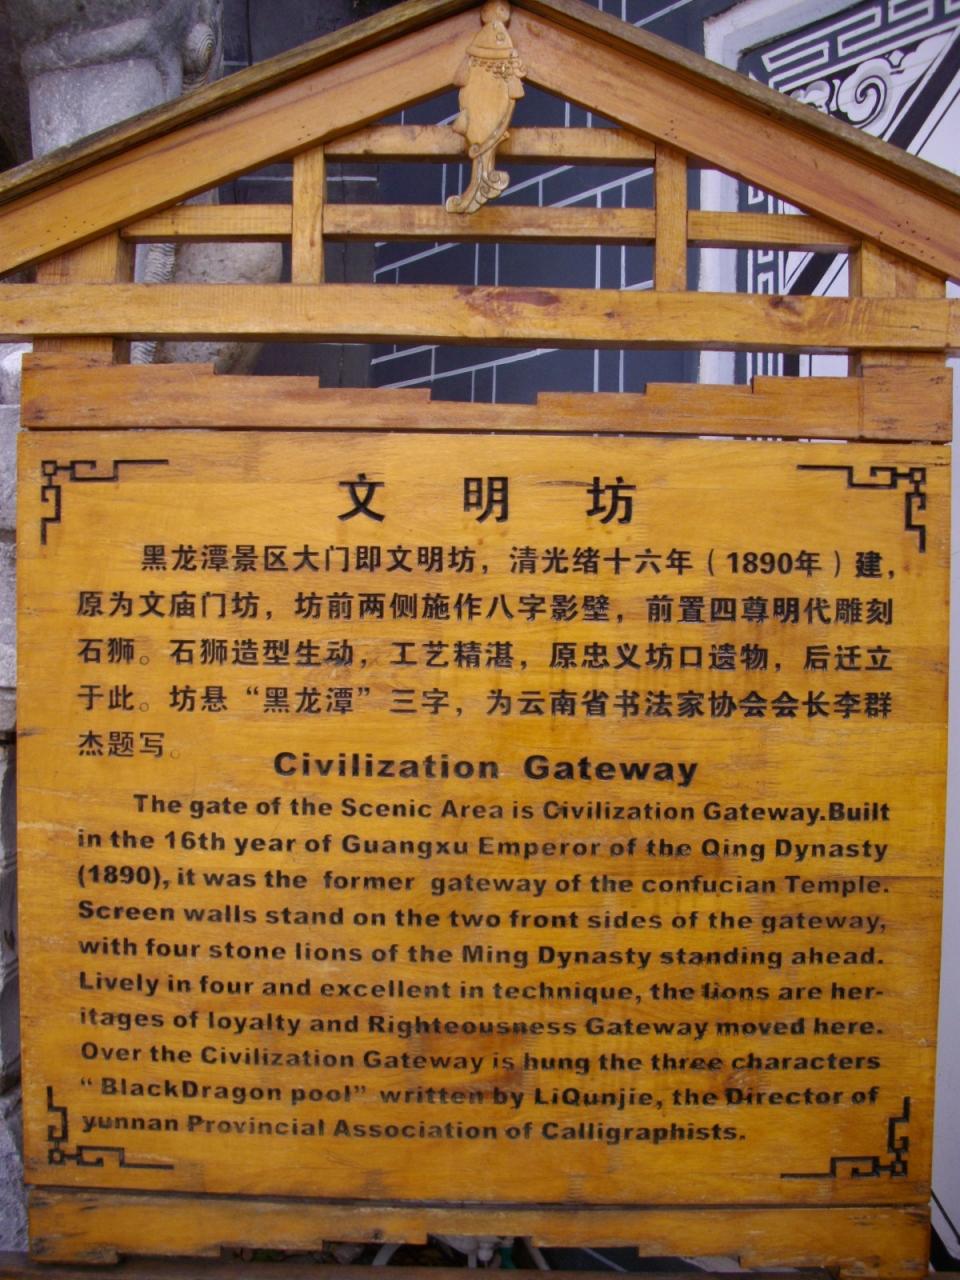 文明坊
黑龙潭景区大门即文明坊，清光绪十六年（1890年）建，
原为文庙门坊，坊前两侧施作八字影壁，前置四尊明代雕刻
石狮。石狮造型生动，工艺精湛，原忠义坊口遗物，后迁立
于此。坊悬“黑龙潭”三字，为云南省书法家协会会长李群
杰题写。
Civilization Gateway
The gate of the Scenic Area is Civilization Gateway.Built
in the 16th year of Guangxu Emperor of the Qing Dynasty
(1890), it was the former gateway of the confucian Temple.
Screen walls stand on the two front sides of the gateway,
with four stone lions of the Ming Dynasty standing ahead.
Lively in four and excellent in technique, the lions are her-
itages of loyalty and Righteousness Gateway moved here.
Over the Civilization Gateway is hung the three characters
“BlackDragon pool” written by LiQunjie, the Director of
yunnan Provincial Association of Calligraphists.